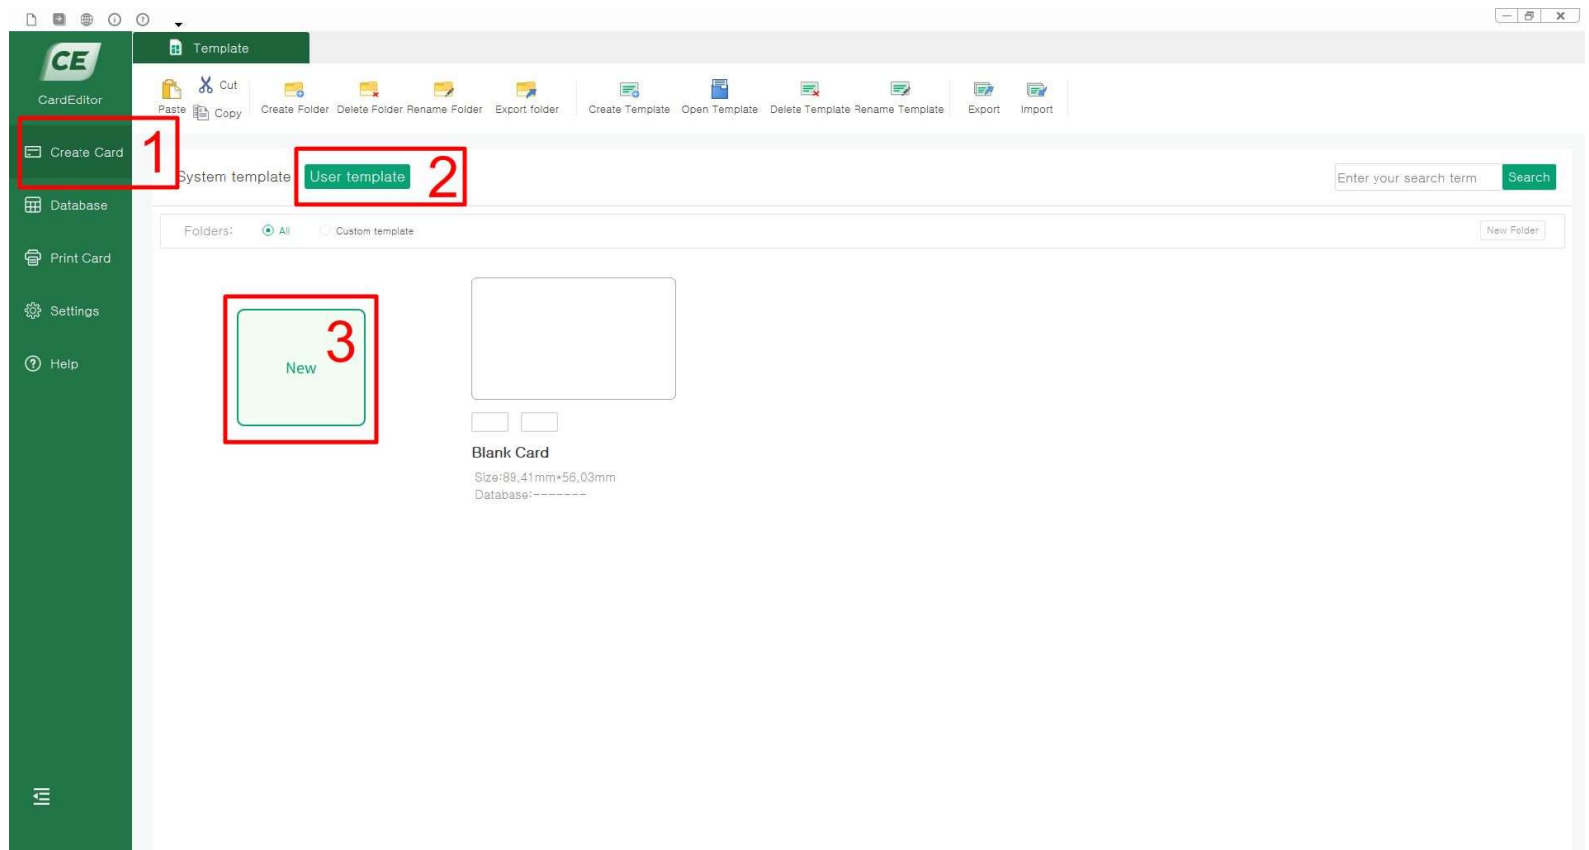 Template
CE
CardEditor
Paste
Cut
Copy
Create Folder
Delete Folder
Rename Folder
Export folder
Create Template
Open Template
Delete Template
Rename Template
Export
Import
Create Card
1
Database
Print Card
Settings
Help
System template
User template
2
Enter your search term
Search
Folders:
All
Custom template
New Folder
New
3
Blank Card
Size:89.41mm*56.03mm
Database:-------